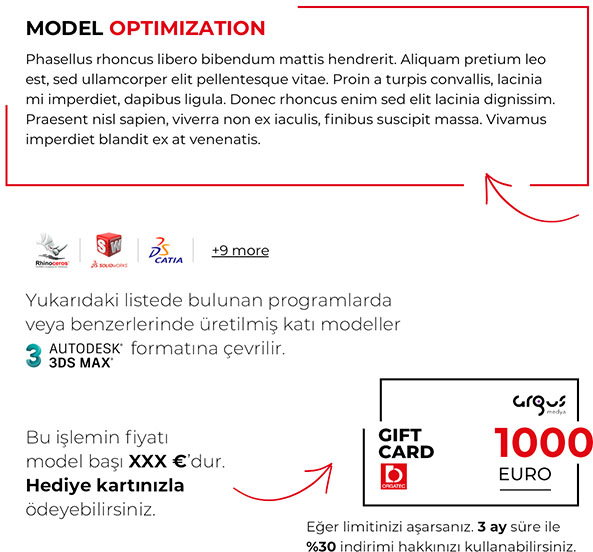 MODEL OPTIMIZATION
Phasellus rhoncus libero bibendum mattis hendrerit. Aliquam pretium leo
est, sed ullamcorper elit pellentesque vitae. Proin a turpis convallis, lacinia
mi imperdiet, dapibus ligula. Donec rhoncus enim sed elit lacinia dignissim.
Praesent nisl sapien, viverra non ex iaculis, finibus suscipit massa. Vivamus
imperdiet blandit ex at venenatis.
Rhinoceros
SW SOLIDWORKS
DS CATIA
+9 more
Yukarıdaki listede bulunan programlarda
veya benzerlerinde üretilmiş katı modeller
3 AUTODESK® 3DS MAX® formatına çevrilir.
argus
medya
GIFT
CARD
1000
EURO
ORGATEC
Bu işlemin fiyatı
model başı XXX €’dur.
Hediye kartınızla
ödeyebilirsiniz.
Eğer limitinizi aşarsanız. 3 ay süre ile
%30 indirimi hakkınızı kullanabilirsiniz.